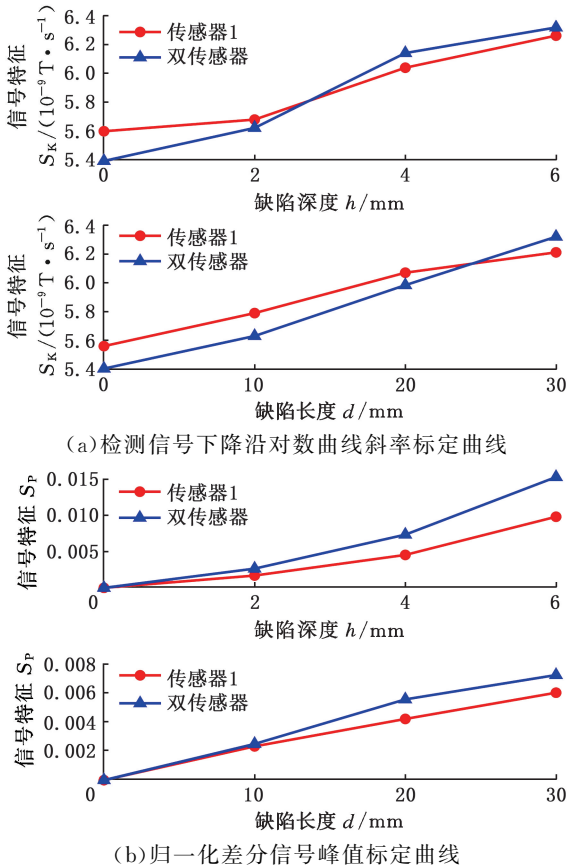 信号特征
S_K/(10⁻⁹T·s⁻¹)
6.4
6.2
6.0
5.8
5.6
5.4
传感器1
双传感器
0 2 4 6
缺陷深度 h/mm
信号特征
S_K/(10⁻⁹T·s⁻¹)
6.4
6.2
6.0
5.8
5.6
5.4
传感器1
双传感器
0 10 20 30
缺陷长度 d/mm
(a)检测信号下降沿对数曲线斜率标定曲线
信号特征 S_P
0.015
0.010
0.005
传感器1
双传感器
0 2 4 6
缺陷深度 h/mm
信号特征 S_P
0.008
0.006
0.004
0.002
传感器1
双传感器
0 10 20 30
缺陷长度 d/mm
(b)归一化差分信号峰值标定曲线